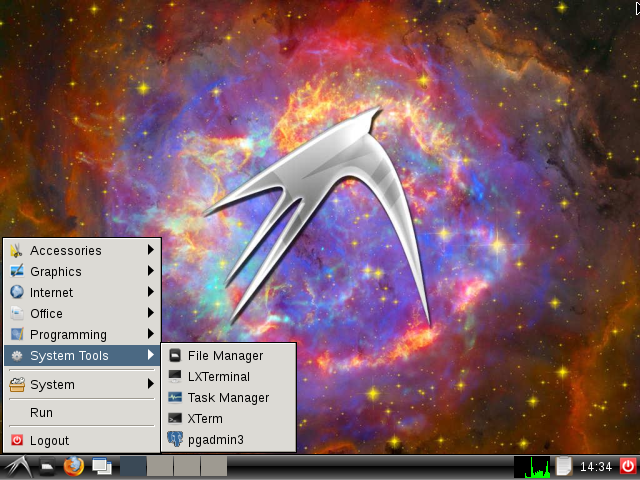 Accessories
Graphics
Internet
Office
Programming
System Tools
System
Run
Logout
File Manager
LXTerminal
Task Manager
XTerm
pgadmin3
14:34